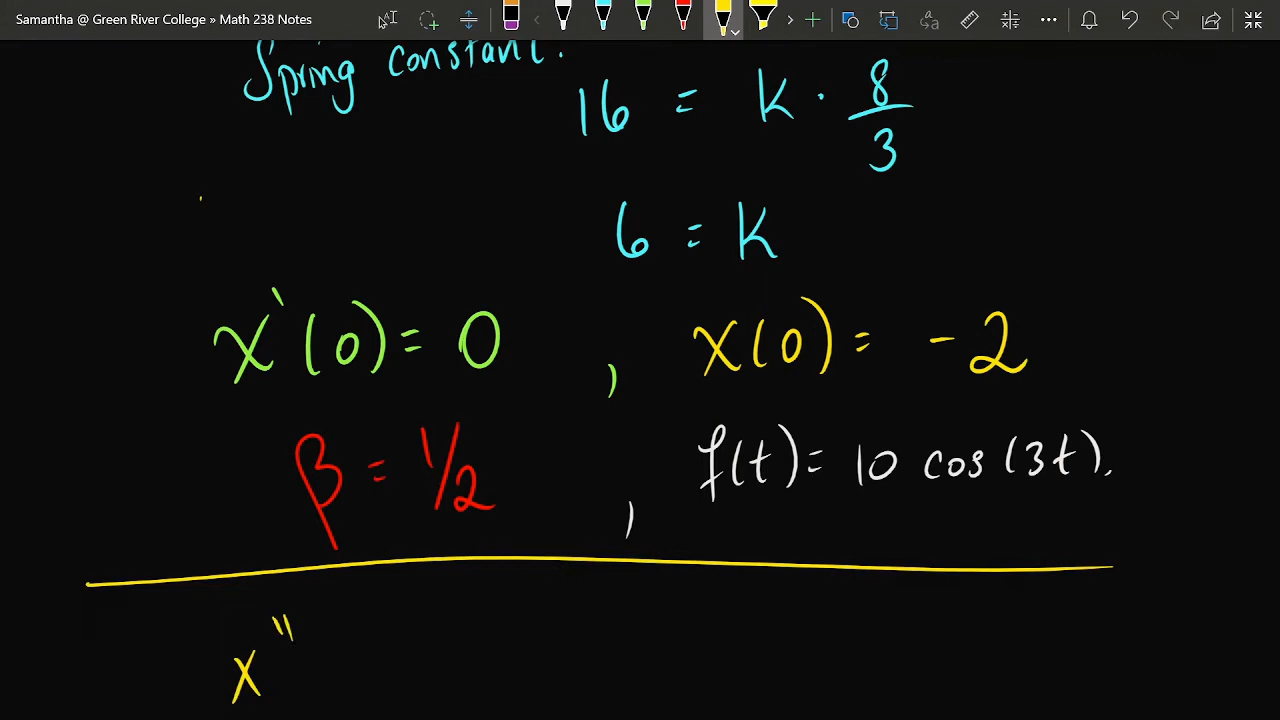 Samantha @ Green River College » Math 238 Notes
Spring constant.
16 = k · 8/3
6 = k
x'(0) = 0 , x(0) = -2
β = 1/2 , f(t) = 10 cos(3t).
x''